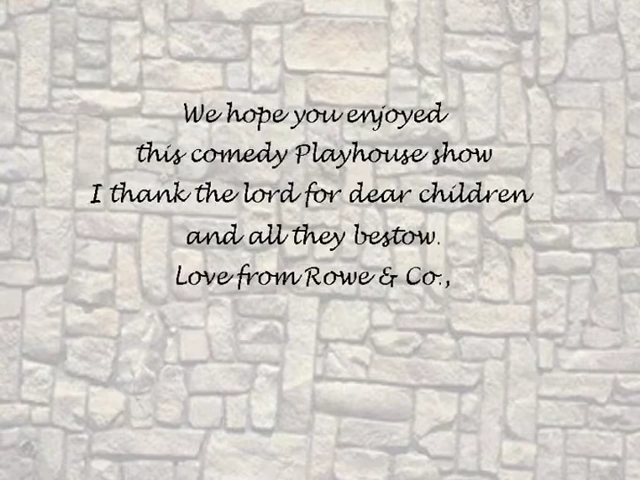 We hope you enjoyed
this comedy Playhouse show
I thank the lord for dear children
and all they bestow.
Love from Rowe & Co.,